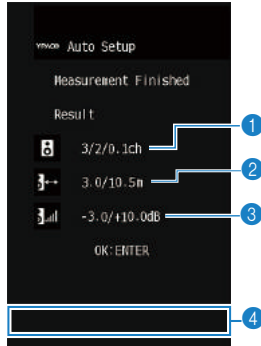 YPAO Auto Setup
Measurement Finished
Result
3/2/0.1ch 1
3.0/10.5m 2
-3.0/+10.0dB 3
OK:ENTER
4